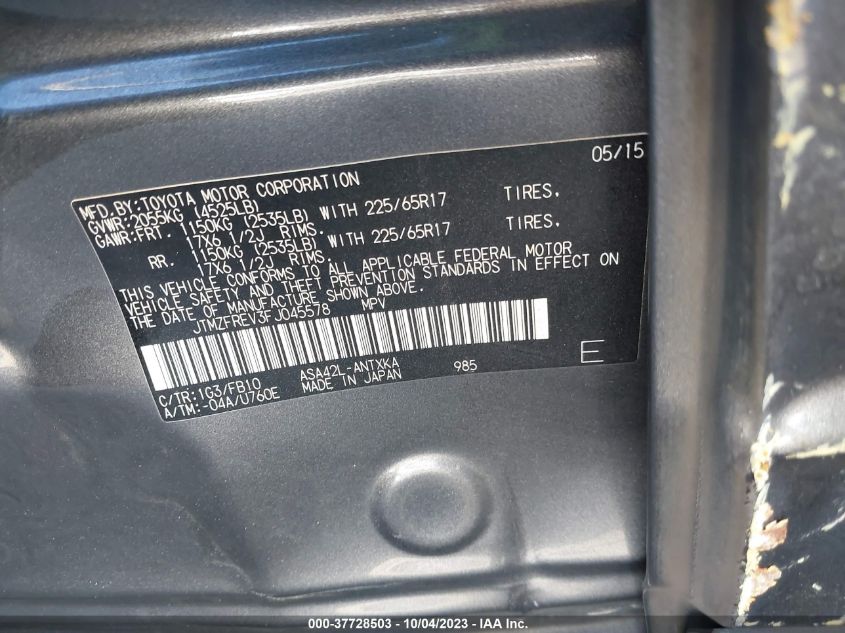 05/15
MFD.BY:TOYOTA MOTOR CORPORATION
GVWR:2055KG (4525LB)
GAWR:FRT 1150KG (2535LB) WITH 225/65R17 TIRES.
17X6 1/2J RIMS.
RR. 1150KG (2535LB) WITH 225/65R17 TIRES.
17X6 1/2J RIMS.
THIS VEHICLE CONFORMS TO ALL APPLICABLE FEDERAL MOTOR
VEHICLE SAFETY AND THEFT PREVENTION STANDARDS IN EFFECT ON
THE DATE OF MANUFACTURE SHOWN ABOVE.
JTMZFREV3FJ045578 MPV
C/TR:1G3/FB10 ASA42L-ANTXKA 985 E
A/TM:-04A/U760E MADE IN JAPAN
000-37728503 - 10/04/2023 - IAA Inc.